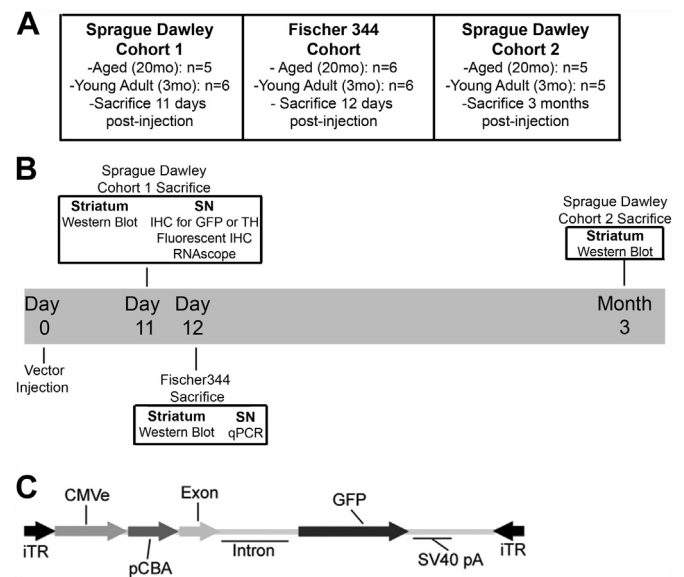 A
Sprague Dawley
Cohort 1
-Aged (20mo): n=5
-Young Adult (3mo): n=6
-Sacrifice 11 days
post-injection
Fischer 344
Cohort
- Aged (20mo): n=6
-Young Adult (3mo): n=6
- Sacrifice 12 days
post-injection
Sprague Dawley
Cohort 2
-Aged (20mo): n=5
-Young Adult (3mo): n=5
-Sacrifice 3 months
post-injection
B
Sprague Dawley
Cohort 1 Sacrifice
Striatum
Western Blot
SN
IHC for GFP or TH
Fluorescent IHC
RNAscope
Sprague Dawley
Cohort 2 Sacrifice
Striatum
Western Blot
Day
0
Day
11
Day
12
Month
3
Vector
Injection
Fischer344
Sacrifice
Striatum
Western Blot
SN
qPCR
C
CMVe
Exon
GFP
iTR
pCBA
Intron
SV40 pA
iTR